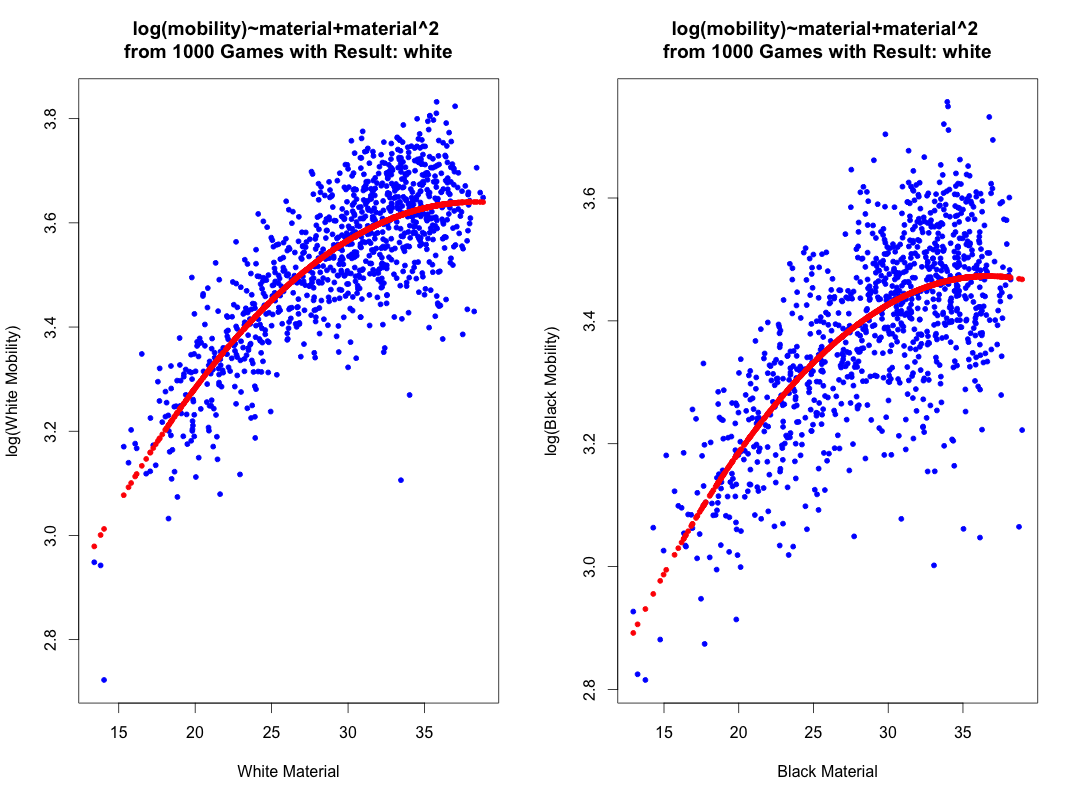 log(mobility)~material+material^2
from 1000 Games with Result: white
log(White Mobility)
3.8
3.6
3.4
3.2
3.0
2.8
15 20 25 30 35
White Material
log(mobility)~material+material^2
from 1000 Games with Result: white
log(Black Mobility)
3.6
3.4
3.2
3.0
2.8
15 20 25 30 35
Black Material